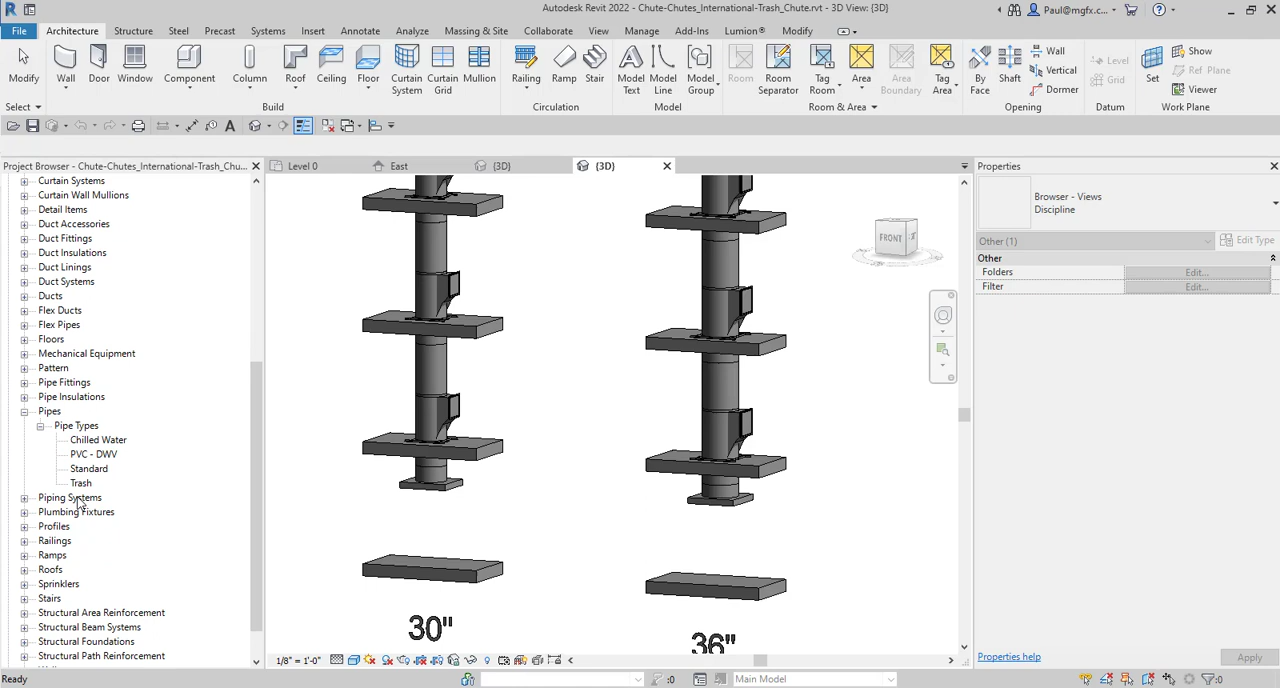 Autodesk Revit 2022 - Chute-Chutes_International-Trash_Chute.rvt - 3D View: {3D}
Paul@mgfx.c...
File
Architecture
Structure
Steel
Precast
Systems
Insert
Annotate
Analyze
Massing & Site
Collaborate
View
Manage
Add-Ins
Lumion®
Modify
Modify
Wall
Door
Window
Component
Column
Roof
Ceiling
Floor
Curtain System
Curtain Grid
Mullion
Railing
Ramp
Stair
Model Text
Model Line
Model Group
Room
Room Separator
Tag Room
Area
Area Boundary
Tag Area
By Face
Shaft
Wall
Vertical
Dormer
Level
Grid
Set
Show
Ref Plane
Viewer
Select
Build
Circulation
Model
Room & Area
Opening
Datum
Work Plane
Project Browser - Chute-Chutes_International-Trash_Chu...
Curtain Systems
Curtain Wall Mullions
Detail Items
Duct Accessories
Duct Fittings
Duct Insulations
Duct Linings
Duct Systems
Ducts
Flex Ducts
Flex Pipes
Floors
Mechanical Equipment
Pattern
Pipe Fittings
Pipe Insulations
Pipes
Pipe Types
Chilled Water
PVC - DWV
Standard
Trash
Piping Systems
Plumbing Fixtures
Profiles
Railings
Ramps
Roofs
Sprinklers
Stairs
Structural Area Reinforcement
Structural Beam Systems
Structural Foundations
Structural Path Reinforcement
Level 0
East
{3D}
{3D}
FRONT
30"
36"
1/8" = 1'-0"
Properties
Browser - Views
Discipline
Other (1)
Edit Type
Other
Folders
Edit...
Filter
Edit...
Properties help
Apply
Ready
:0
Main Model
:0